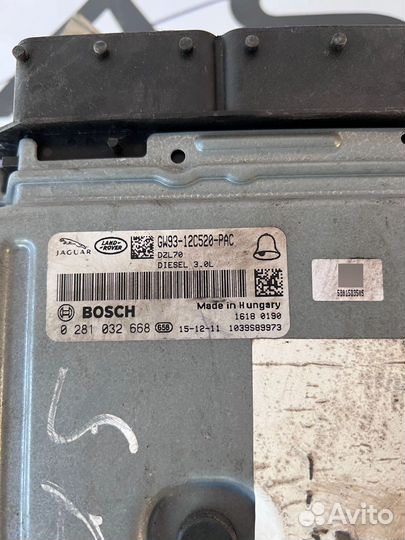 JAGUAR
LAND ROVER
GW93-12C520-PAC
DZL70
DIESEL 3.0L
BOSCH
Made in Hungary
1618 0190
0 281 032 668 658 15-12-11 1039S89973
Avito